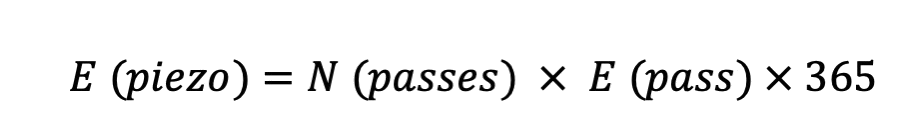 E (piezo) = N (passes) × E (pass) × 365